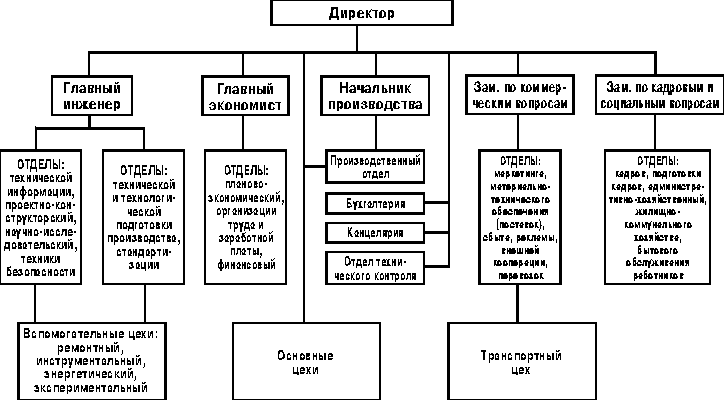 Директор
Главный
инженер
Главный
экономист
Начальник
производства
Зам. по коммер-
ческим вопросам
Зам. по кадровым и
социальным вопросам
ОТДЕЛЫ:
технической
информации,
проектно-кон-
структорский,
научно-иссле-
довательский,
техники
безопасности
ОТДЕЛЫ:
технической
и технологи-
ческой
подготовки
производства,
стандарти-
зации
ОТДЕЛЫ:
планово-
экономический,
организации
труда и
заработной
платы,
финансовый
Производственный
отдел
Бухгалтерия
Канцелярия
Отдел техни-
ческого контроля
ОТДЕЛЫ:
маркетинга,
материально-
технического
обеспечения
(поставок),
сбыта, рекламы,
внешней
кооперации,
перевозок
ОТДЕЛЫ:
кадров, подготовки
кадров, администра-
тивно-хозяйственный,
жилищно-
коммунального
хозяйства,
бытового
обслуживания
работников
Вспомогательные цехи:
ремонтный,
инструментальный,
энергетический,
экспериментальный
Основные
цехи
Транспортный
цех